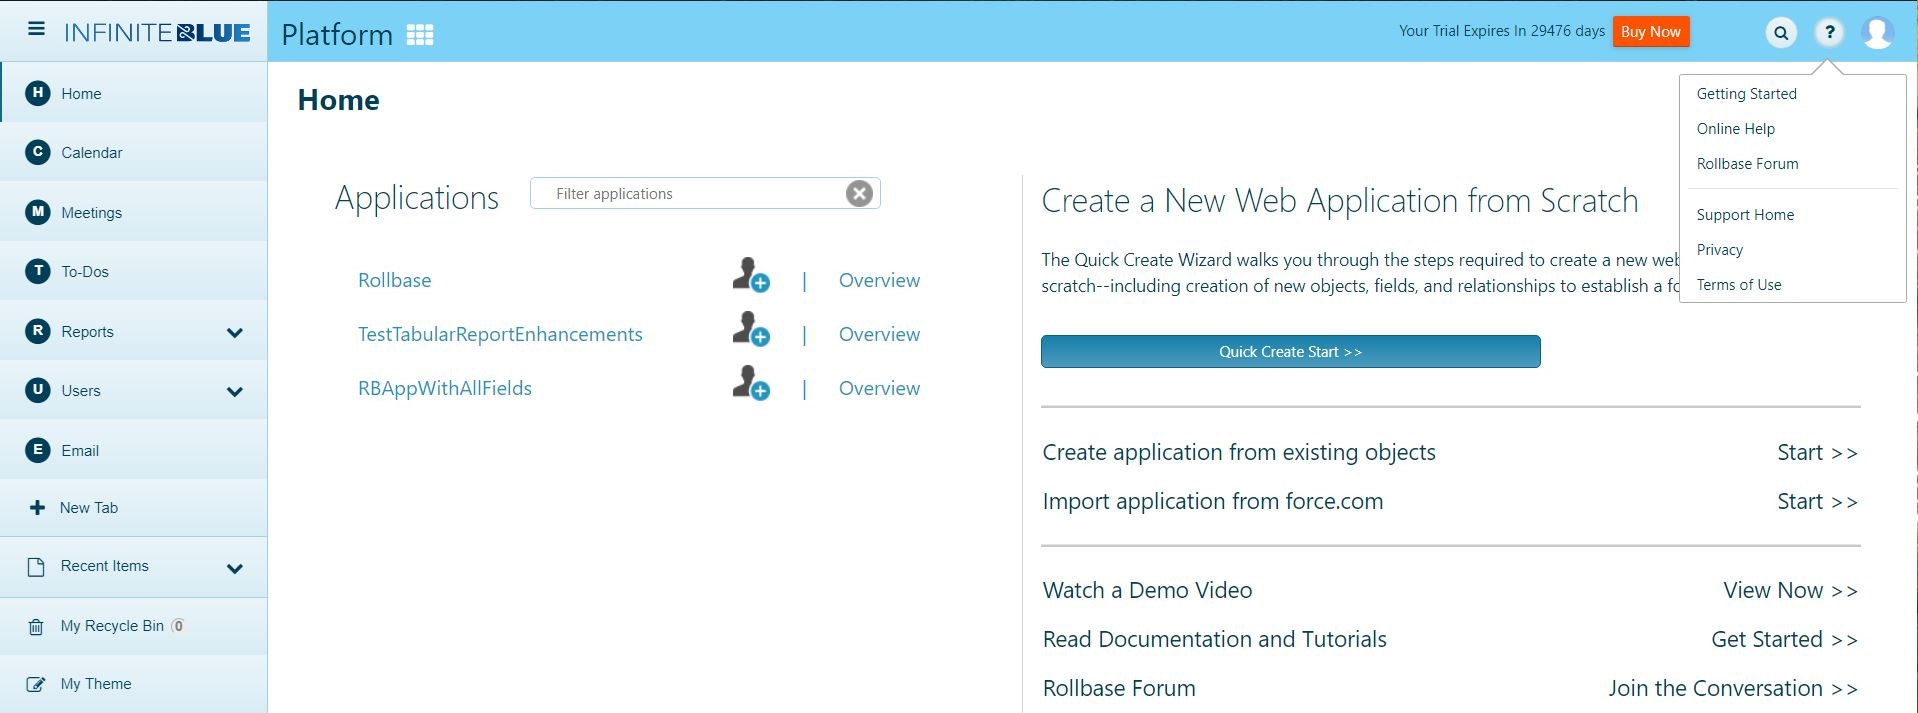 INFINITEBLUE
Platform
Your Trial Expires In 29476 days
Buy Now
?
H Home
C Calendar
M Meetings
T To-Dos
R Reports
U Users
E Email
New Tab
Recent Items
My Recycle Bin 0
My Theme
Home
Applications
Filter applications
Rollbase | Overview
TestTabularReportEnhancements | Overview
RBAppWithAllFields | Overview
Create a New Web Application from Scratch
The Quick Create Wizard walks you through the steps required to create a new web
scratch--including creation of new objects, fields, and relationships to establish a
Quick Create Start >>
Create application from existing objects Start >>
Import application from force.com Start >>
Watch a Demo Video View Now >>
Read Documentation and Tutorials Get Started >>
Rollbase Forum Join the Conversation >>
Getting Started
Online Help
Rollbase Forum
Support Home
Privacy
Terms of Use